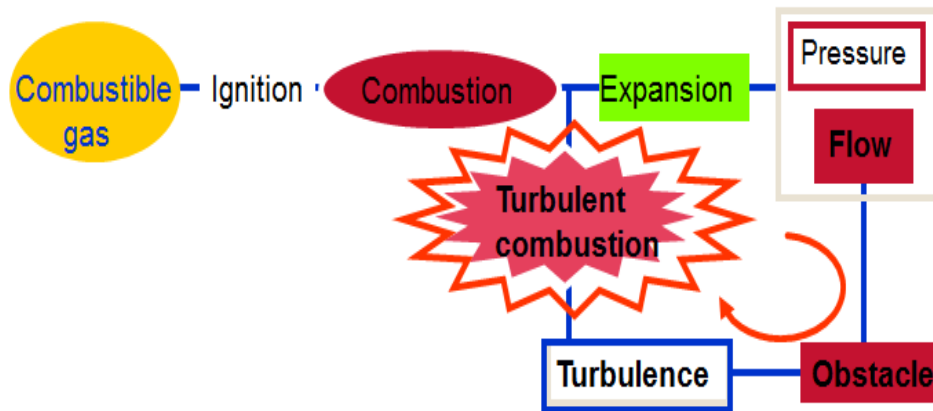 Combustible
gas
Ignition
Combustion
Expansion
Pressure
Flow
Turbulent
combustion
Turbulence
Obstacle